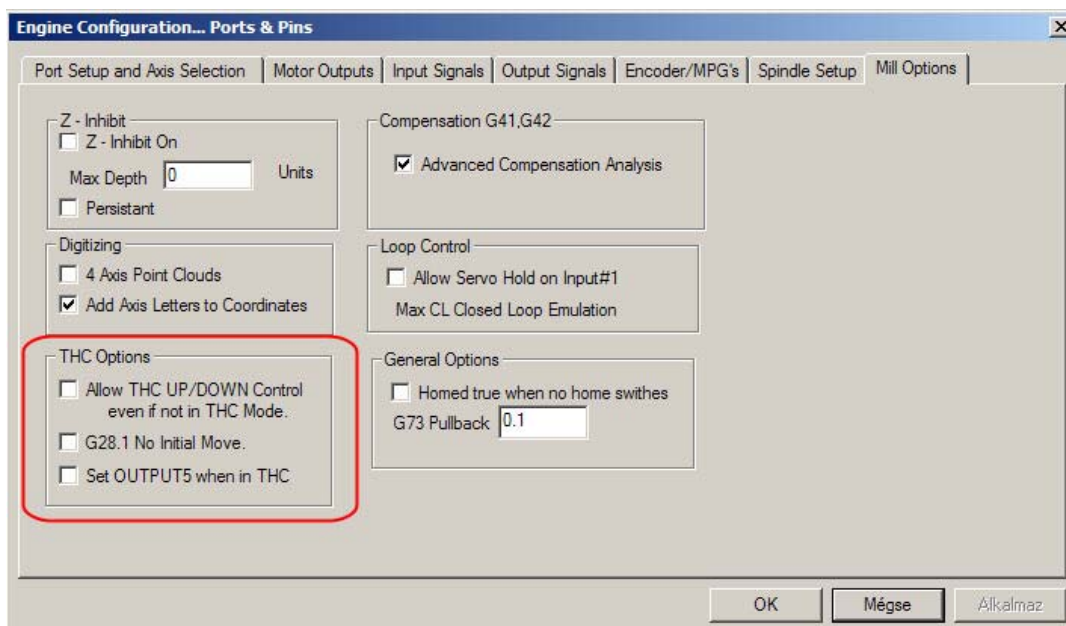 Engine Configuration... Ports & Pins
Port Setup and Axis Selection
Motor Outputs
Input Signals
Output Signals
Encoder/MPG's
Spindle Setup
Mill Options
Z - Inhibit
Z - Inhibit On
Max Depth 0 Units
Persistant
Compensation G41,G42
Advanced Compensation Analysis
Digitizing
4 Axis Point Clouds
Add Axis Letters to Coordinates
Loop Control
Allow Servo Hold on Input#1
Max CL Closed Loop Emulation
THC Options
Allow THC UP/DOWN Control
even if not in THC Mode.
G28.1 No Initial Move.
Set OUTPUT5 when in THC
General Options
Homed true when no home swithes
G73 Pullback 0.1
OK
Mégse
Alkalmaz